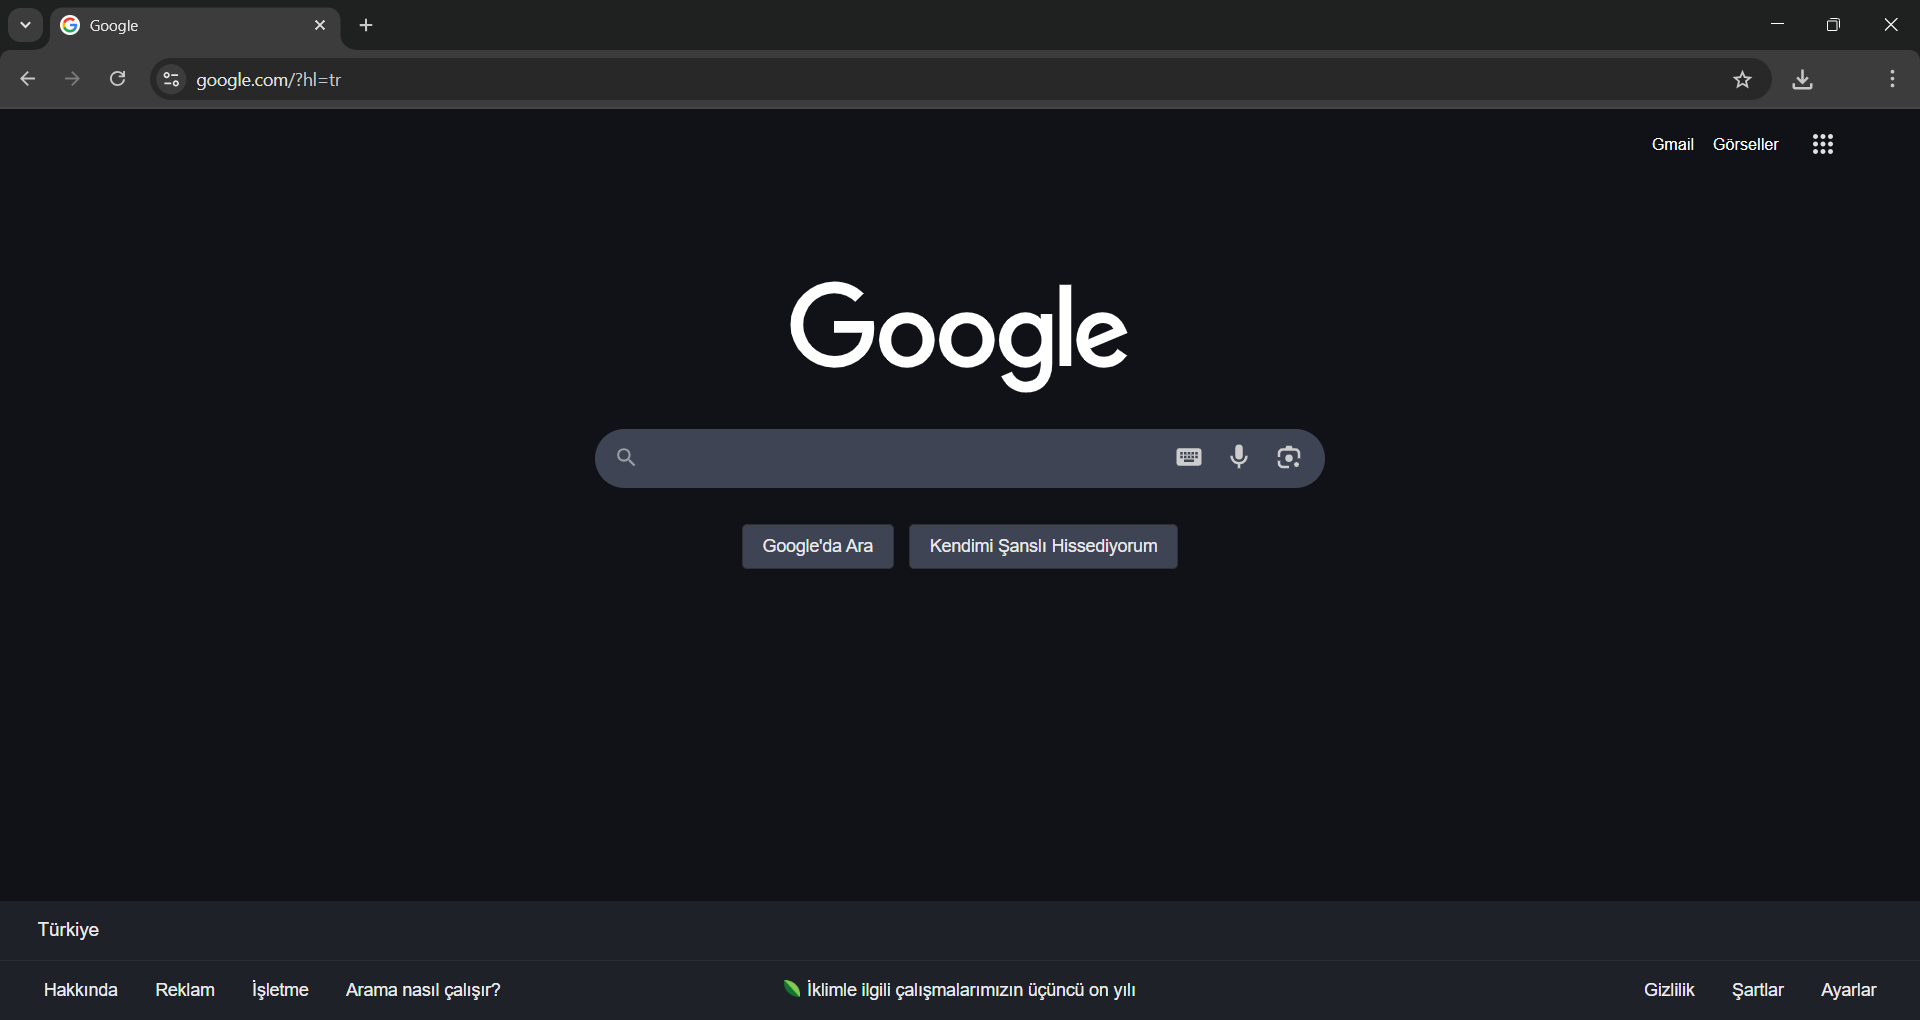 Google
google.com/?hl=tr
Gmail Görseller
Google
Google'da Ara Kendimi Şanslı Hissediyorum
Türkiye
Hakkında Reklam İşletme Arama nasıl çalışır? İklimle ilgili çalışmalarımızın üçüncü on yılı Gizlilik Şartlar Ayarlar